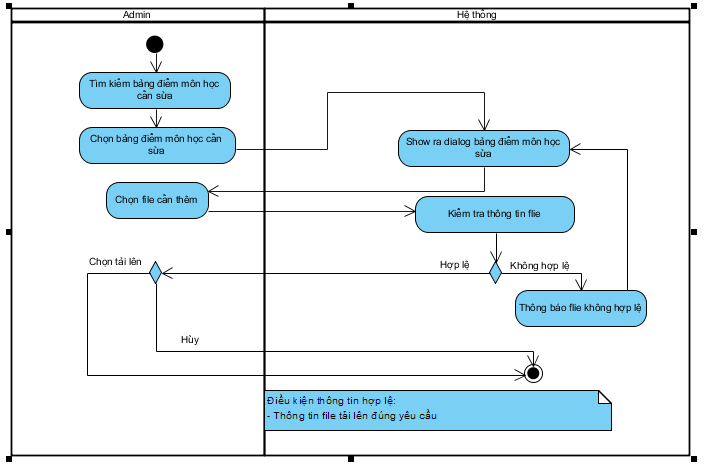 Admin
Hệ thống
Tìm kiếm bảng điểm môn học
cần sửa
Chọn bảng điểm môn học cần
sửa
Show ra dialog bảng điểm môn học
sửa
Chọn file cần thêm
Kiểm tra thông tin flie
Chọn tải lên
Hợp lệ
Không hợp lệ
Thông báo flie không hợp lệ
Hủy
Điều kiện thông tin hợp lệ:
- Thông tin file tải lên đúng yêu cầu